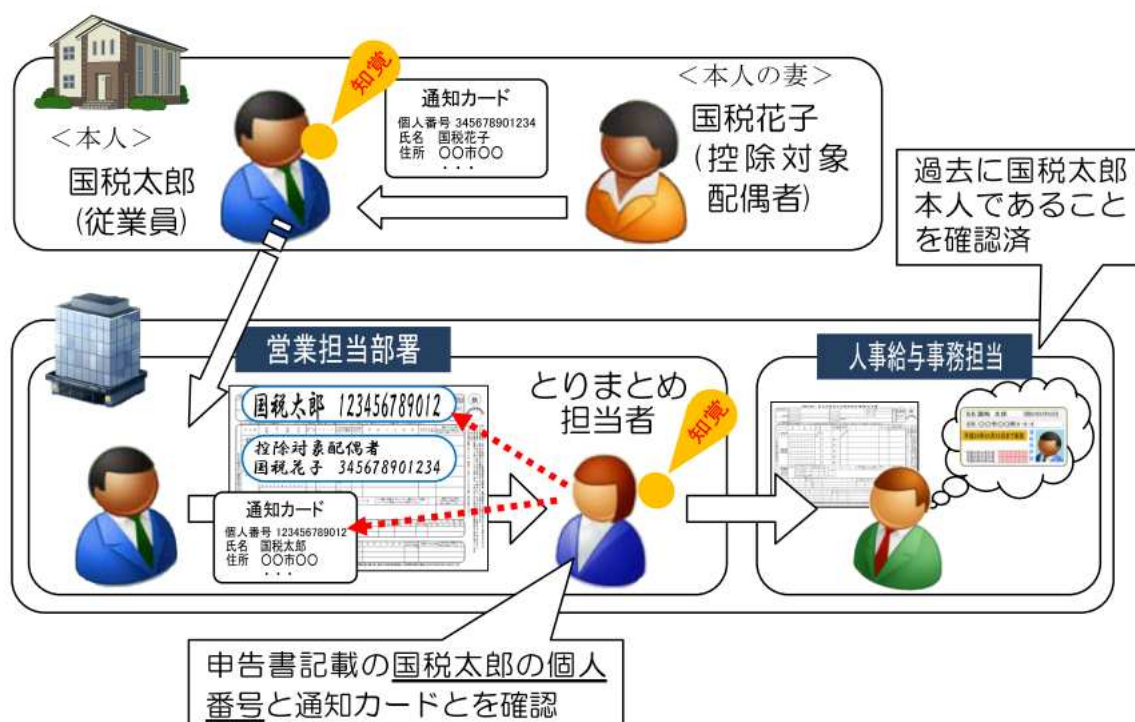 ＜本人＞
国税太郎
(従業員)
知覚
通知カード
個人番号 345678901234
氏名 国税花子
住所 〇〇市〇〇
・・・
＜本人の妻＞
国税花子
(控除対象
配偶者)
過去に国税太郎
本人であること
を確認済
営業担当部署
国税太郎 123456789012
控除対象配偶者
国税花子 345678901234
通知カード
個人番号 123456789012
氏名 国税太郎
住所 〇〇市〇〇
・・・
とりまとめ
担当者
知覚
人事給与事務担当
申告書記載の国税太郎の個人
番号と通知カードとを確認